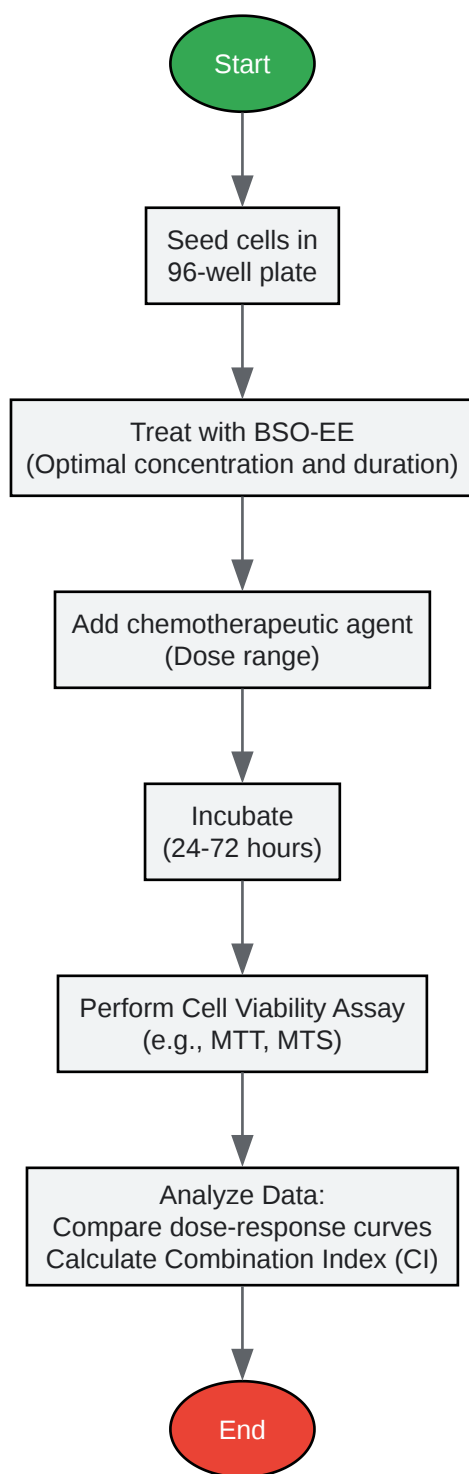 Start
Seed cells in
96-well plate
Treat with BSO-EE
(Optimal concentration and duration)
Add chemotherapeutic agent
(Dose range)
Incubate
(24-72 hours)
Perform Cell Viability Assay
(e.g., MTT, MTS)
Analyze Data:
Compare dose-response curves
Calculate Combination Index (CI)
End